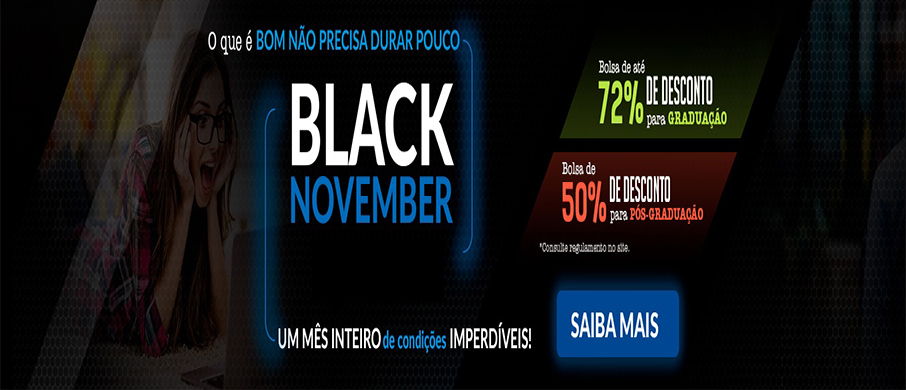 O que é BOM NÃO PRECISA DURAR POUCO
BLACK
NOVEMBER
UM MÊS INTEIRO de condições IMPERDÍVEIS!
Bolsa de até
72% DE DESCONTO
para GRADUAÇÃO
Bolsa de
50% DE DESCONTO
para PÓS-GRADUAÇÃO
*Consulte regulamento no site.
SAIBA MAIS